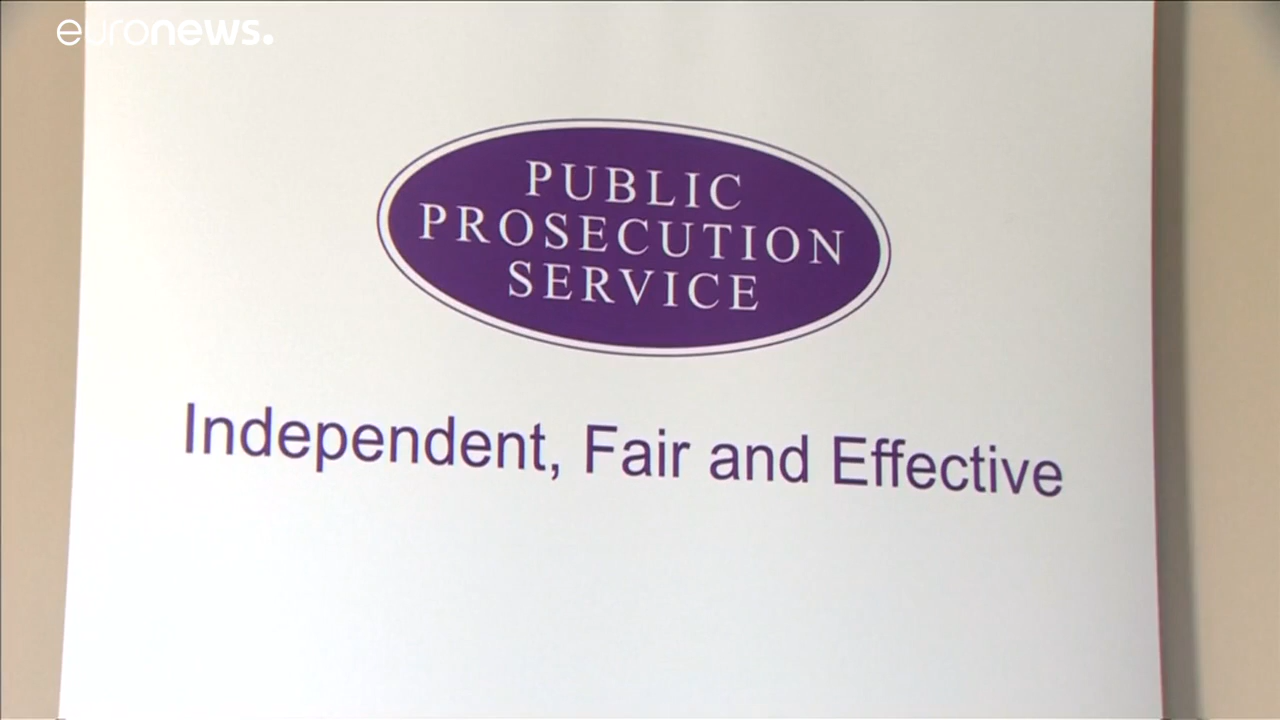 euronews.
PUBLIC
PROSECUTION
SERVICE
Independent, Fair and Effective